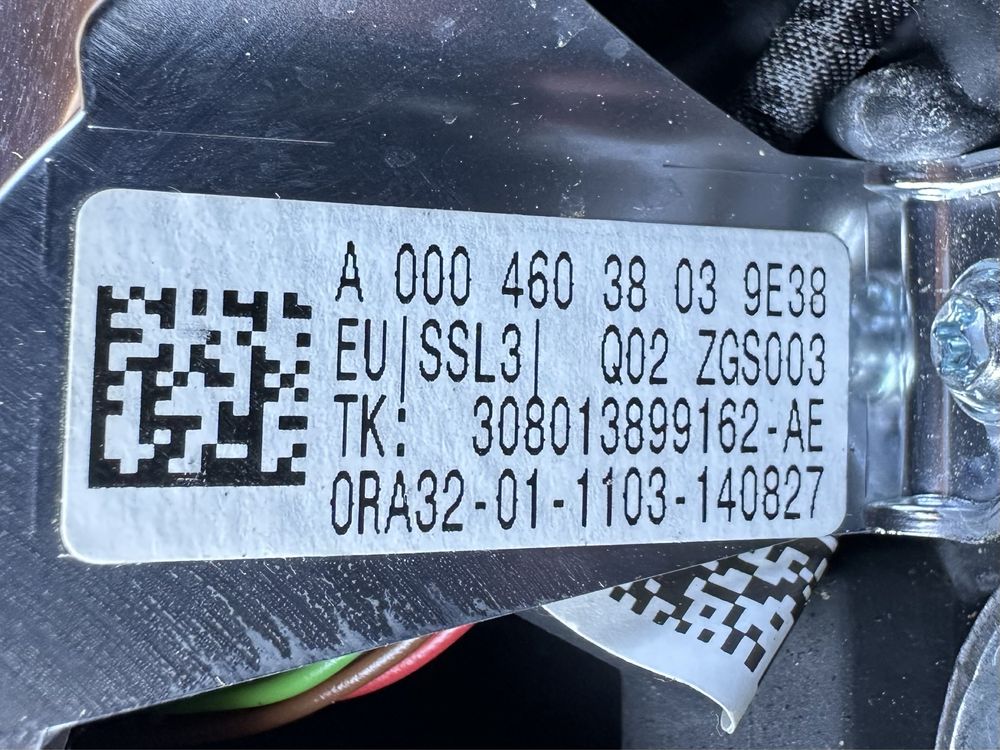 A 000 460 38 03 9E38
EU|SSL3| Q02 ZGS003
TK: 308013899162-AE
0RA32-01-1103-140827